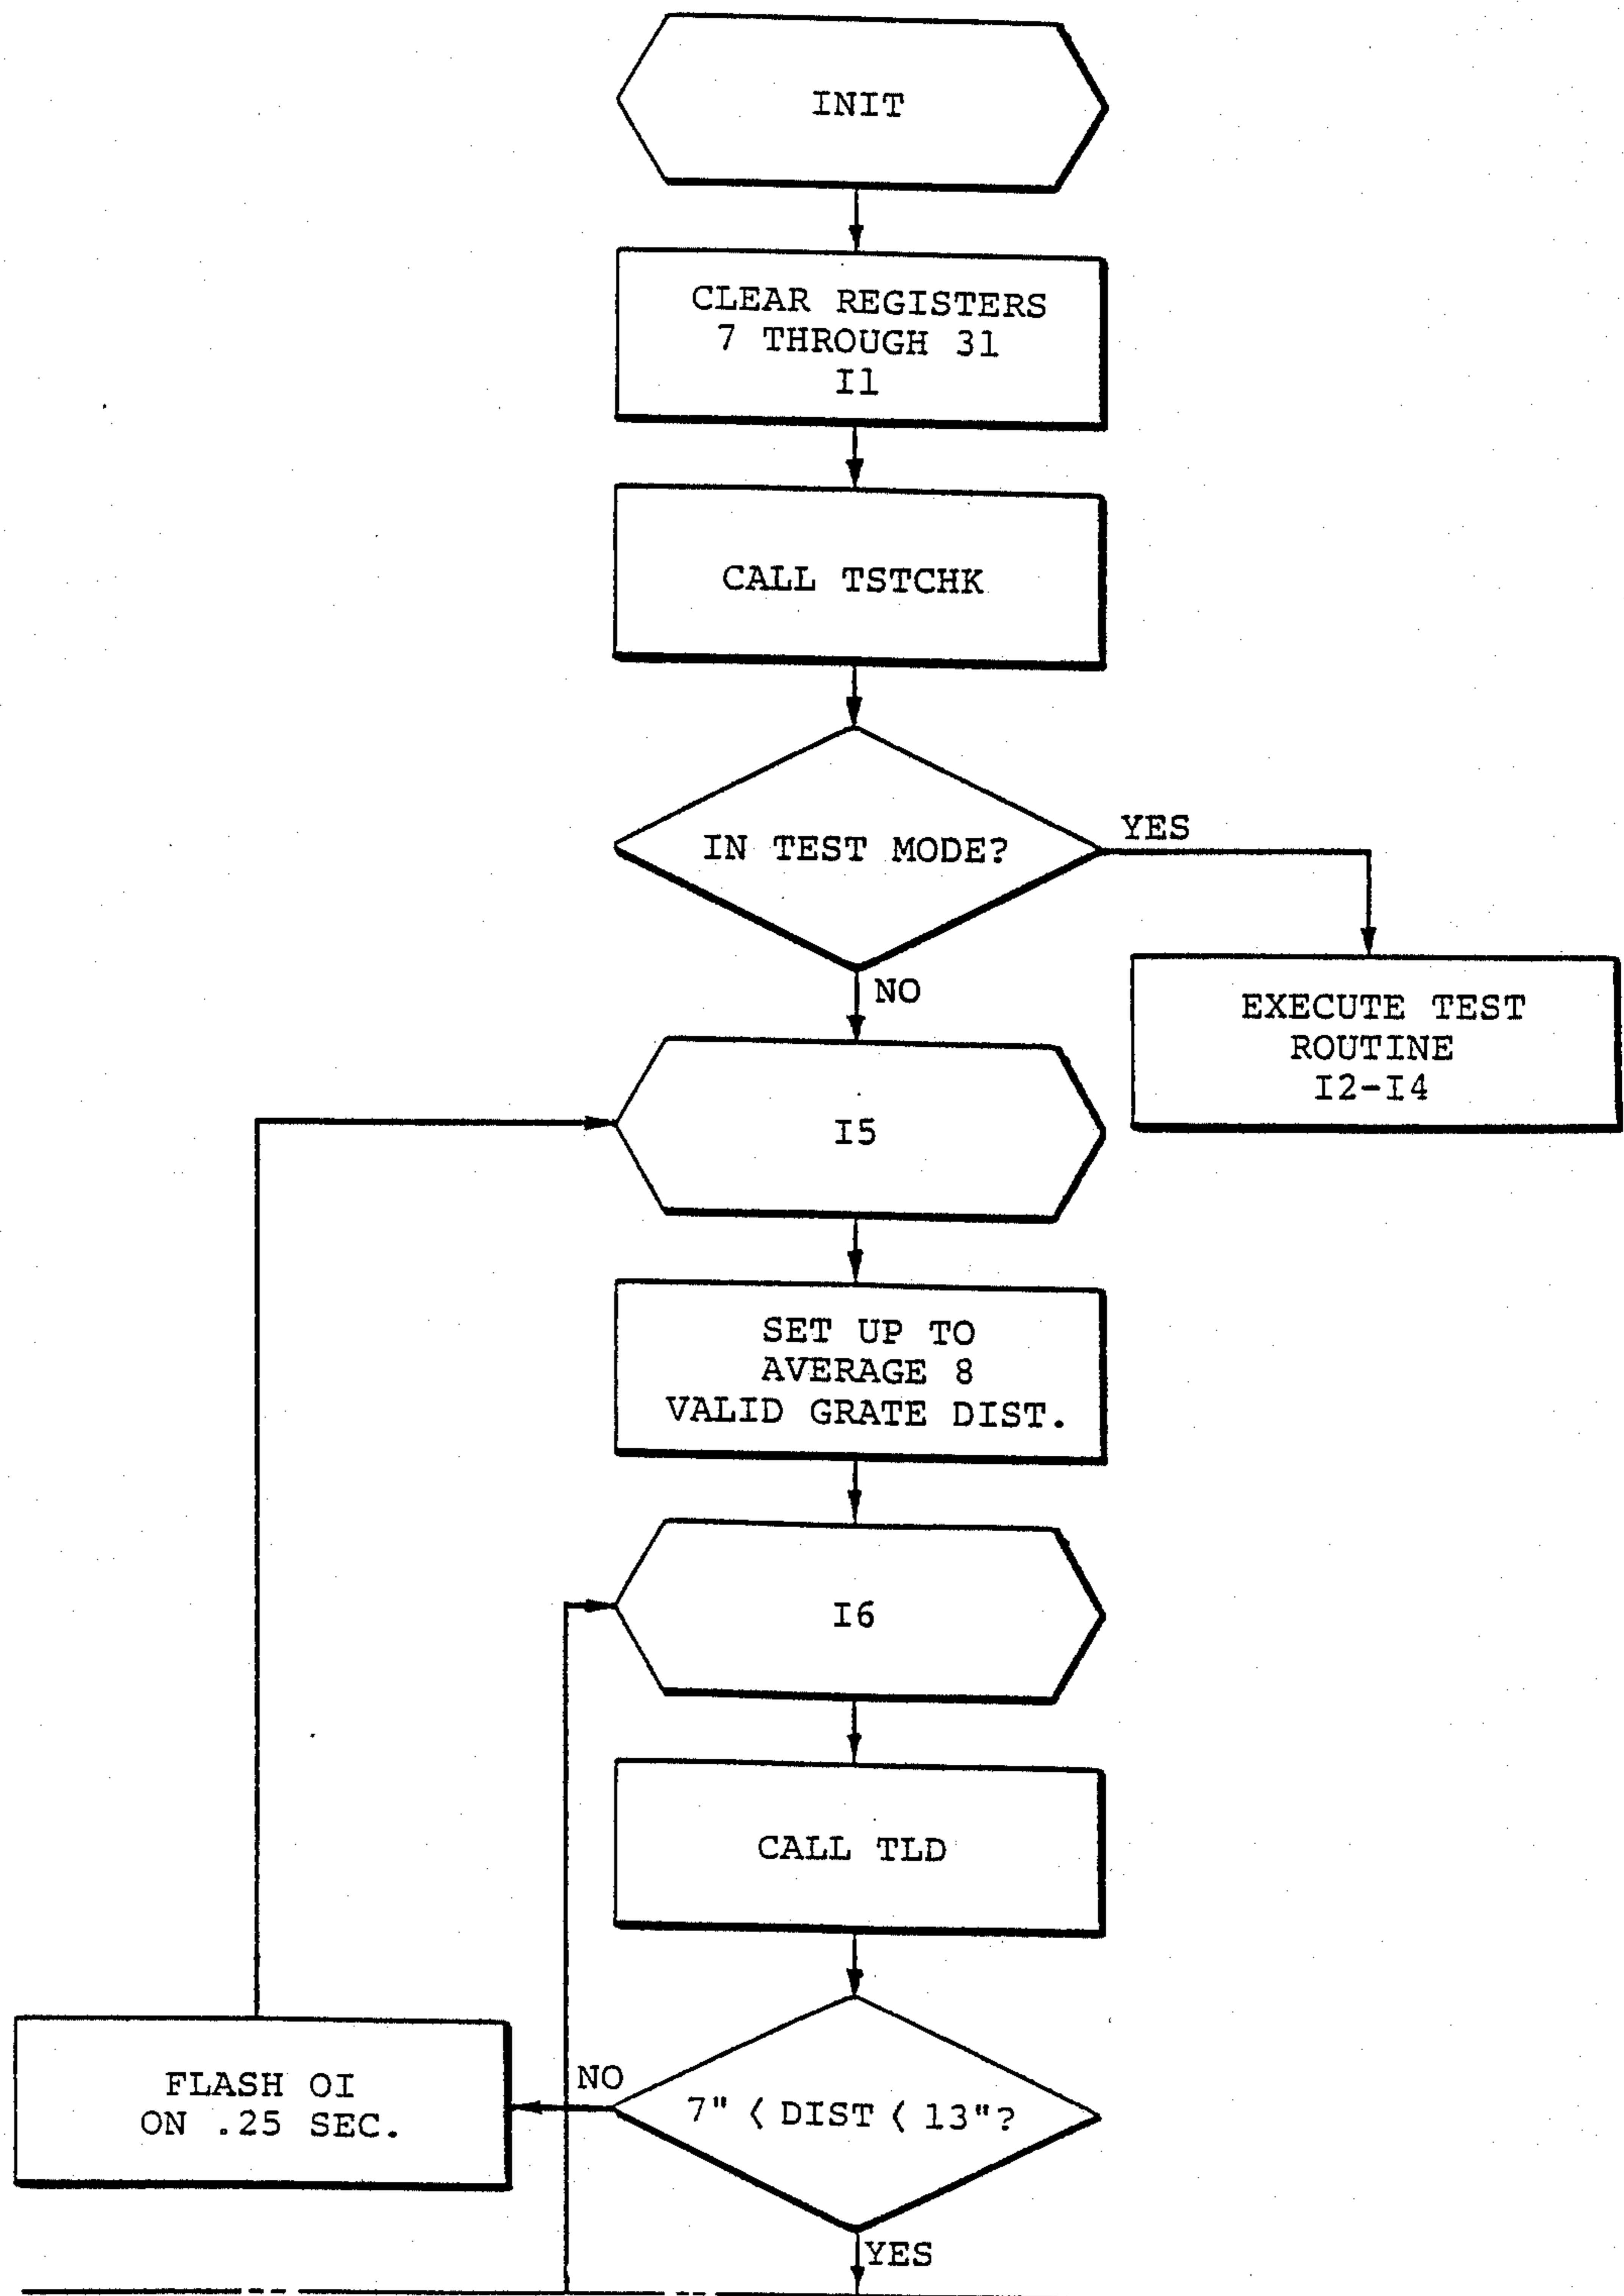 INIT
CLEAR REGISTERS
7 THROUGH 31
I1
CALL TSTCHK
IN TEST MODE?
YES
NO
EXECUTE TEST
ROUTINE
I2-I4
I5
SET UP TO
AVERAGE 8
VALID GRATE DIST.
I6
CALL TLD
FLASH OI
ON .25 SEC.
NO
7" < DIST < 13"?
YES